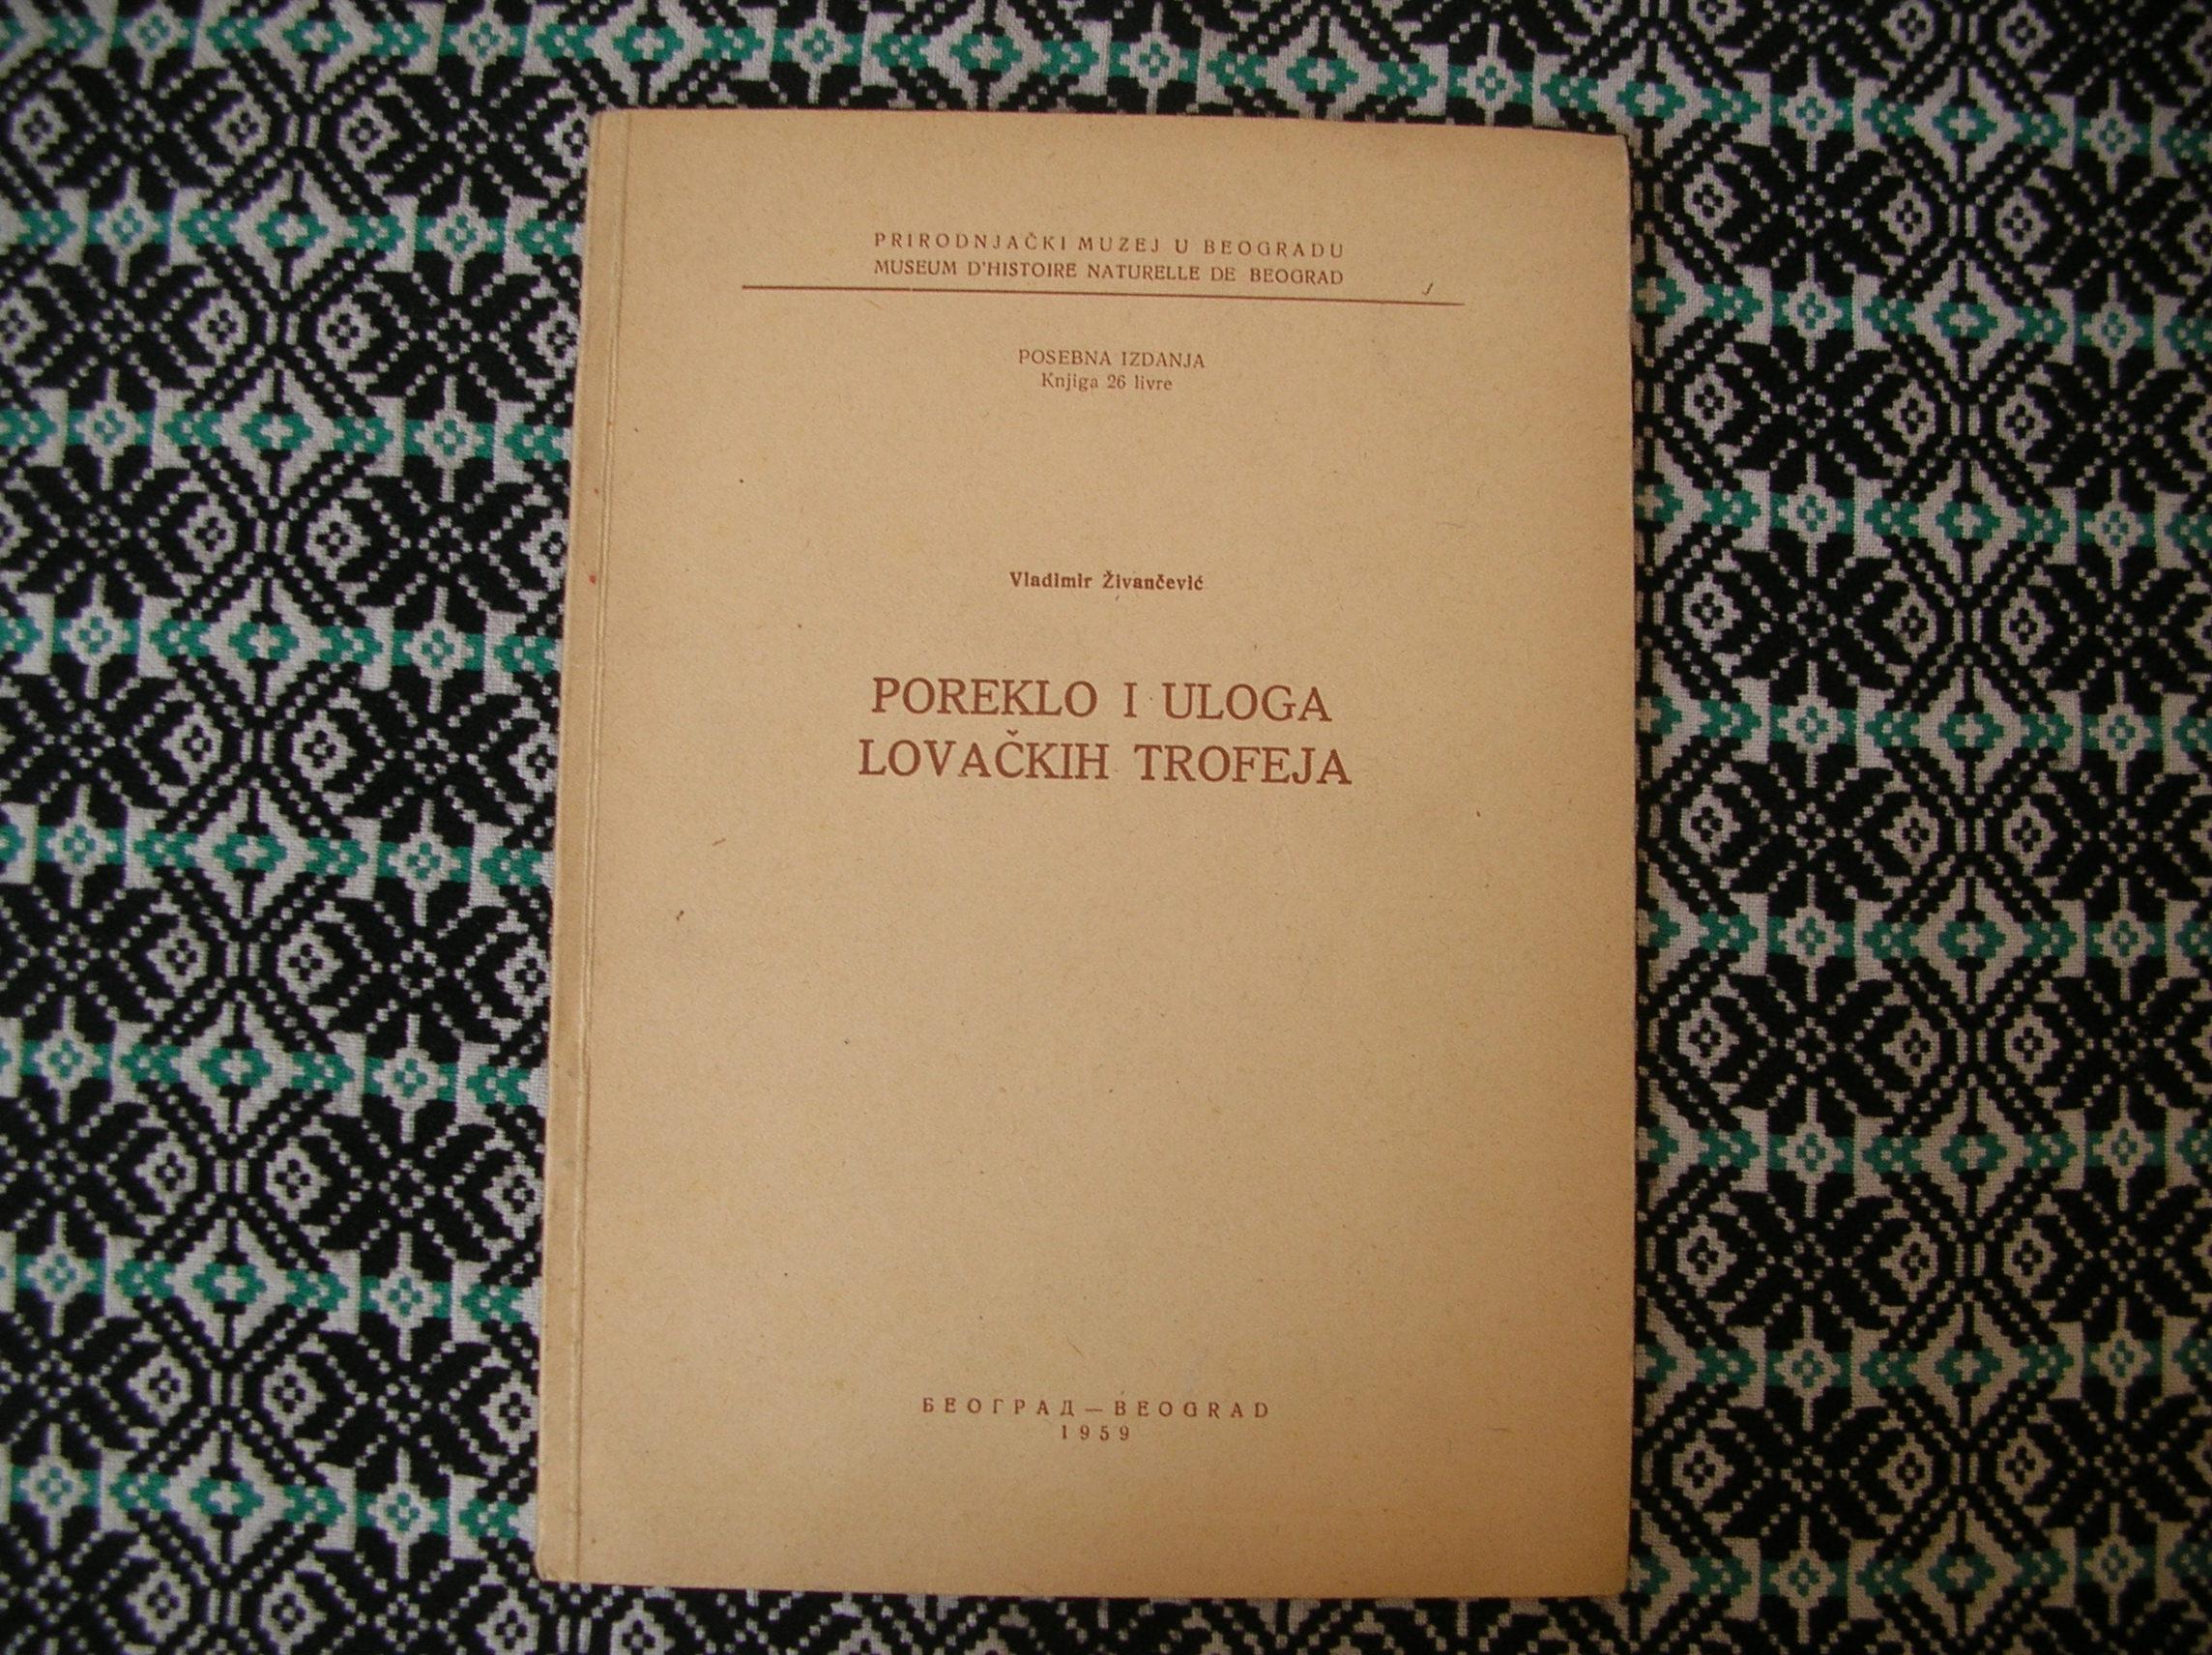 PRIRODNJAČKI MUZEJ U BEOGRADU
MUSEUM D'HISTOIRE NATURELLE DE BEOGRAD
POSEBNA IZDANJA
Knjiga 26 livre
Vladimir Živančević
POREKLO I ULOGA
LOVAČKIH TROFEJA
БЕОГРАД — BEOGRAD
1959